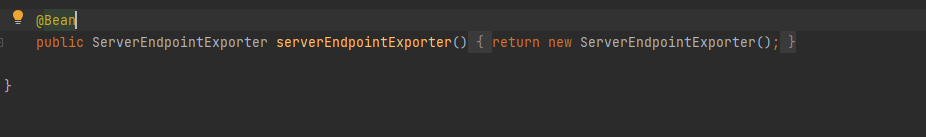 @Bean
public ServerEndpointExporter serverEndpointExporter() { return new ServerEndpointExporter(); }
}